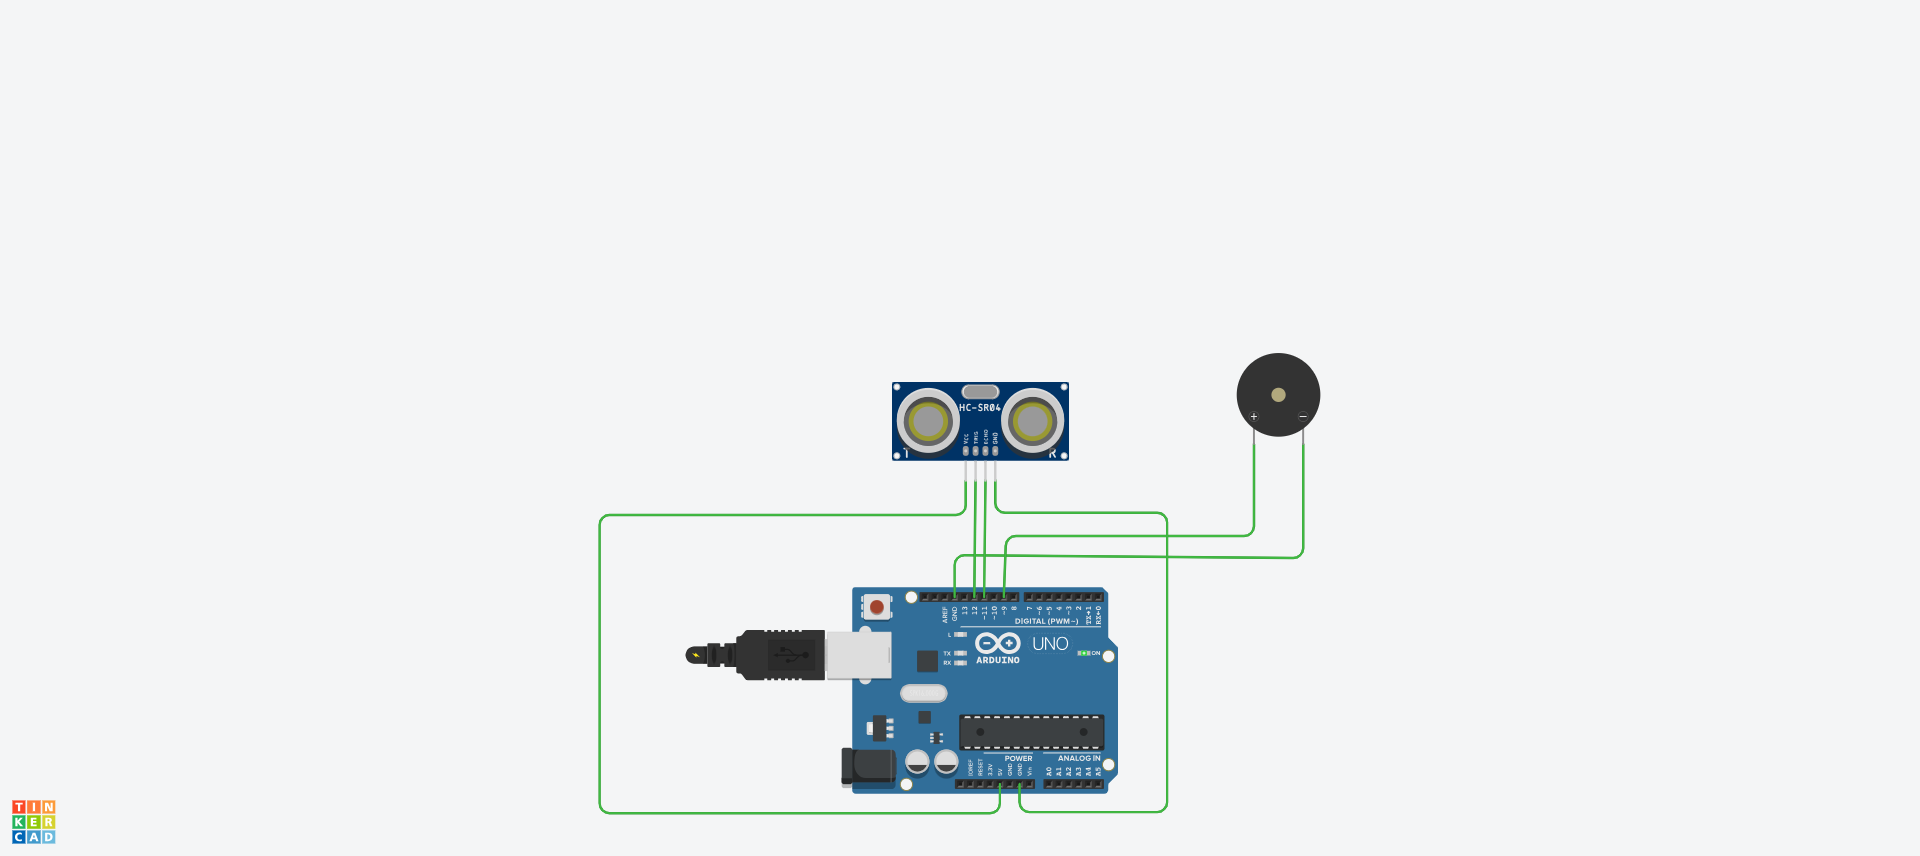 HC-SR04
VCC
TRIG
ECHO
GND
T
R
+
−
AREF
GND
13
12
~11
~10
~9
8
7
~6
~5
4
~3
2
TX→1
RX←0
DIGITAL (PWM~)
L
TX
RX
ARDUINO
UNO
ON
POWER
ANALOG IN
IOREF
RESET
3.3V
5V
GND
GND
Vin
A0
A1
A2
A3
A4
A5
TIN
KER
CAD